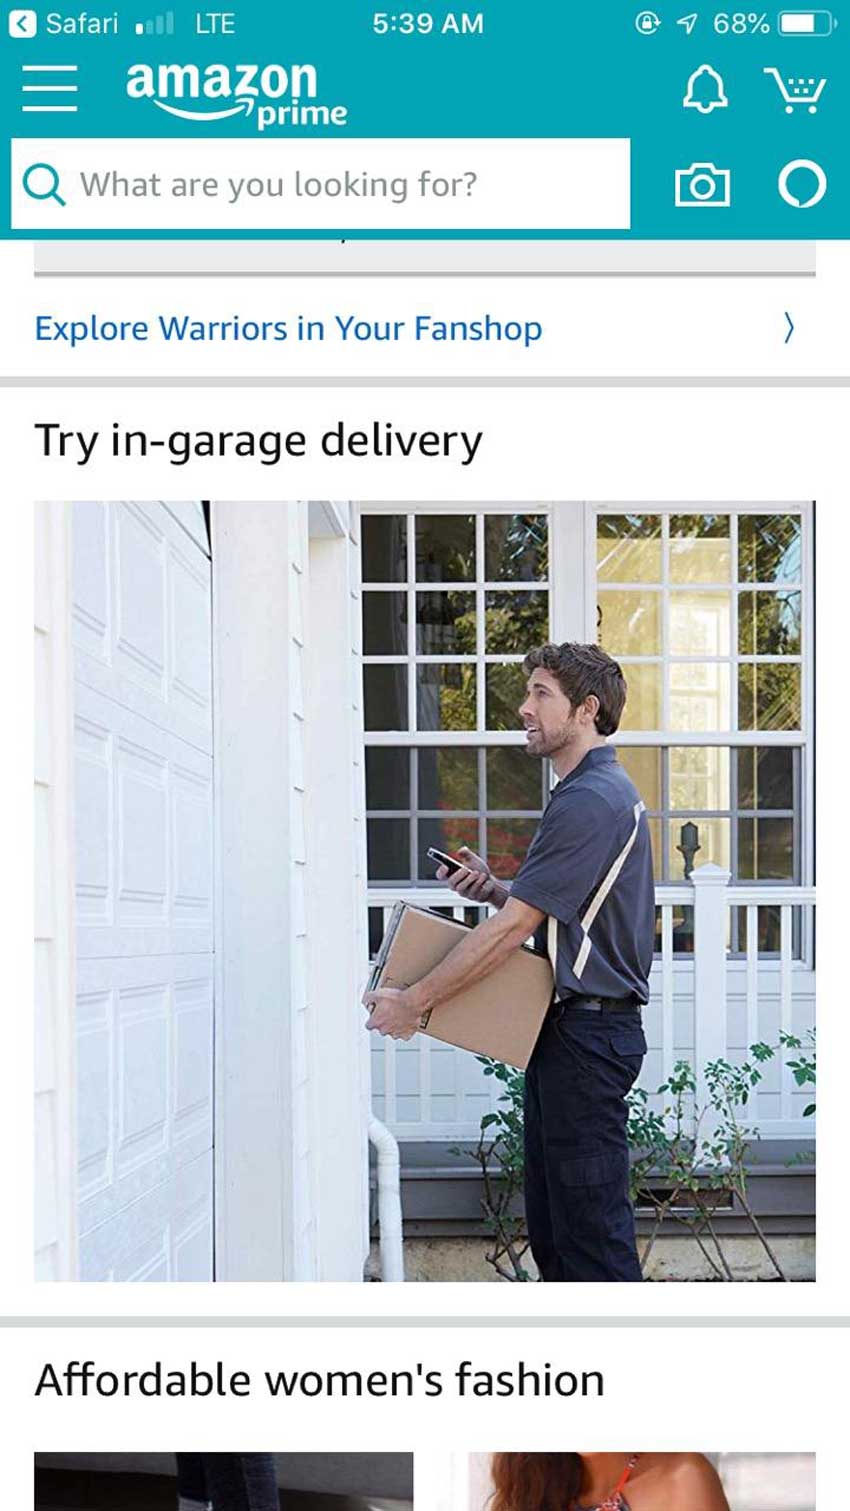 Safari LTE 5:39 AM 68%
amazon
prime
What are you looking for?
Explore Warriors in Your Fanshop
Try in-garage delivery
Affordable women's fashion